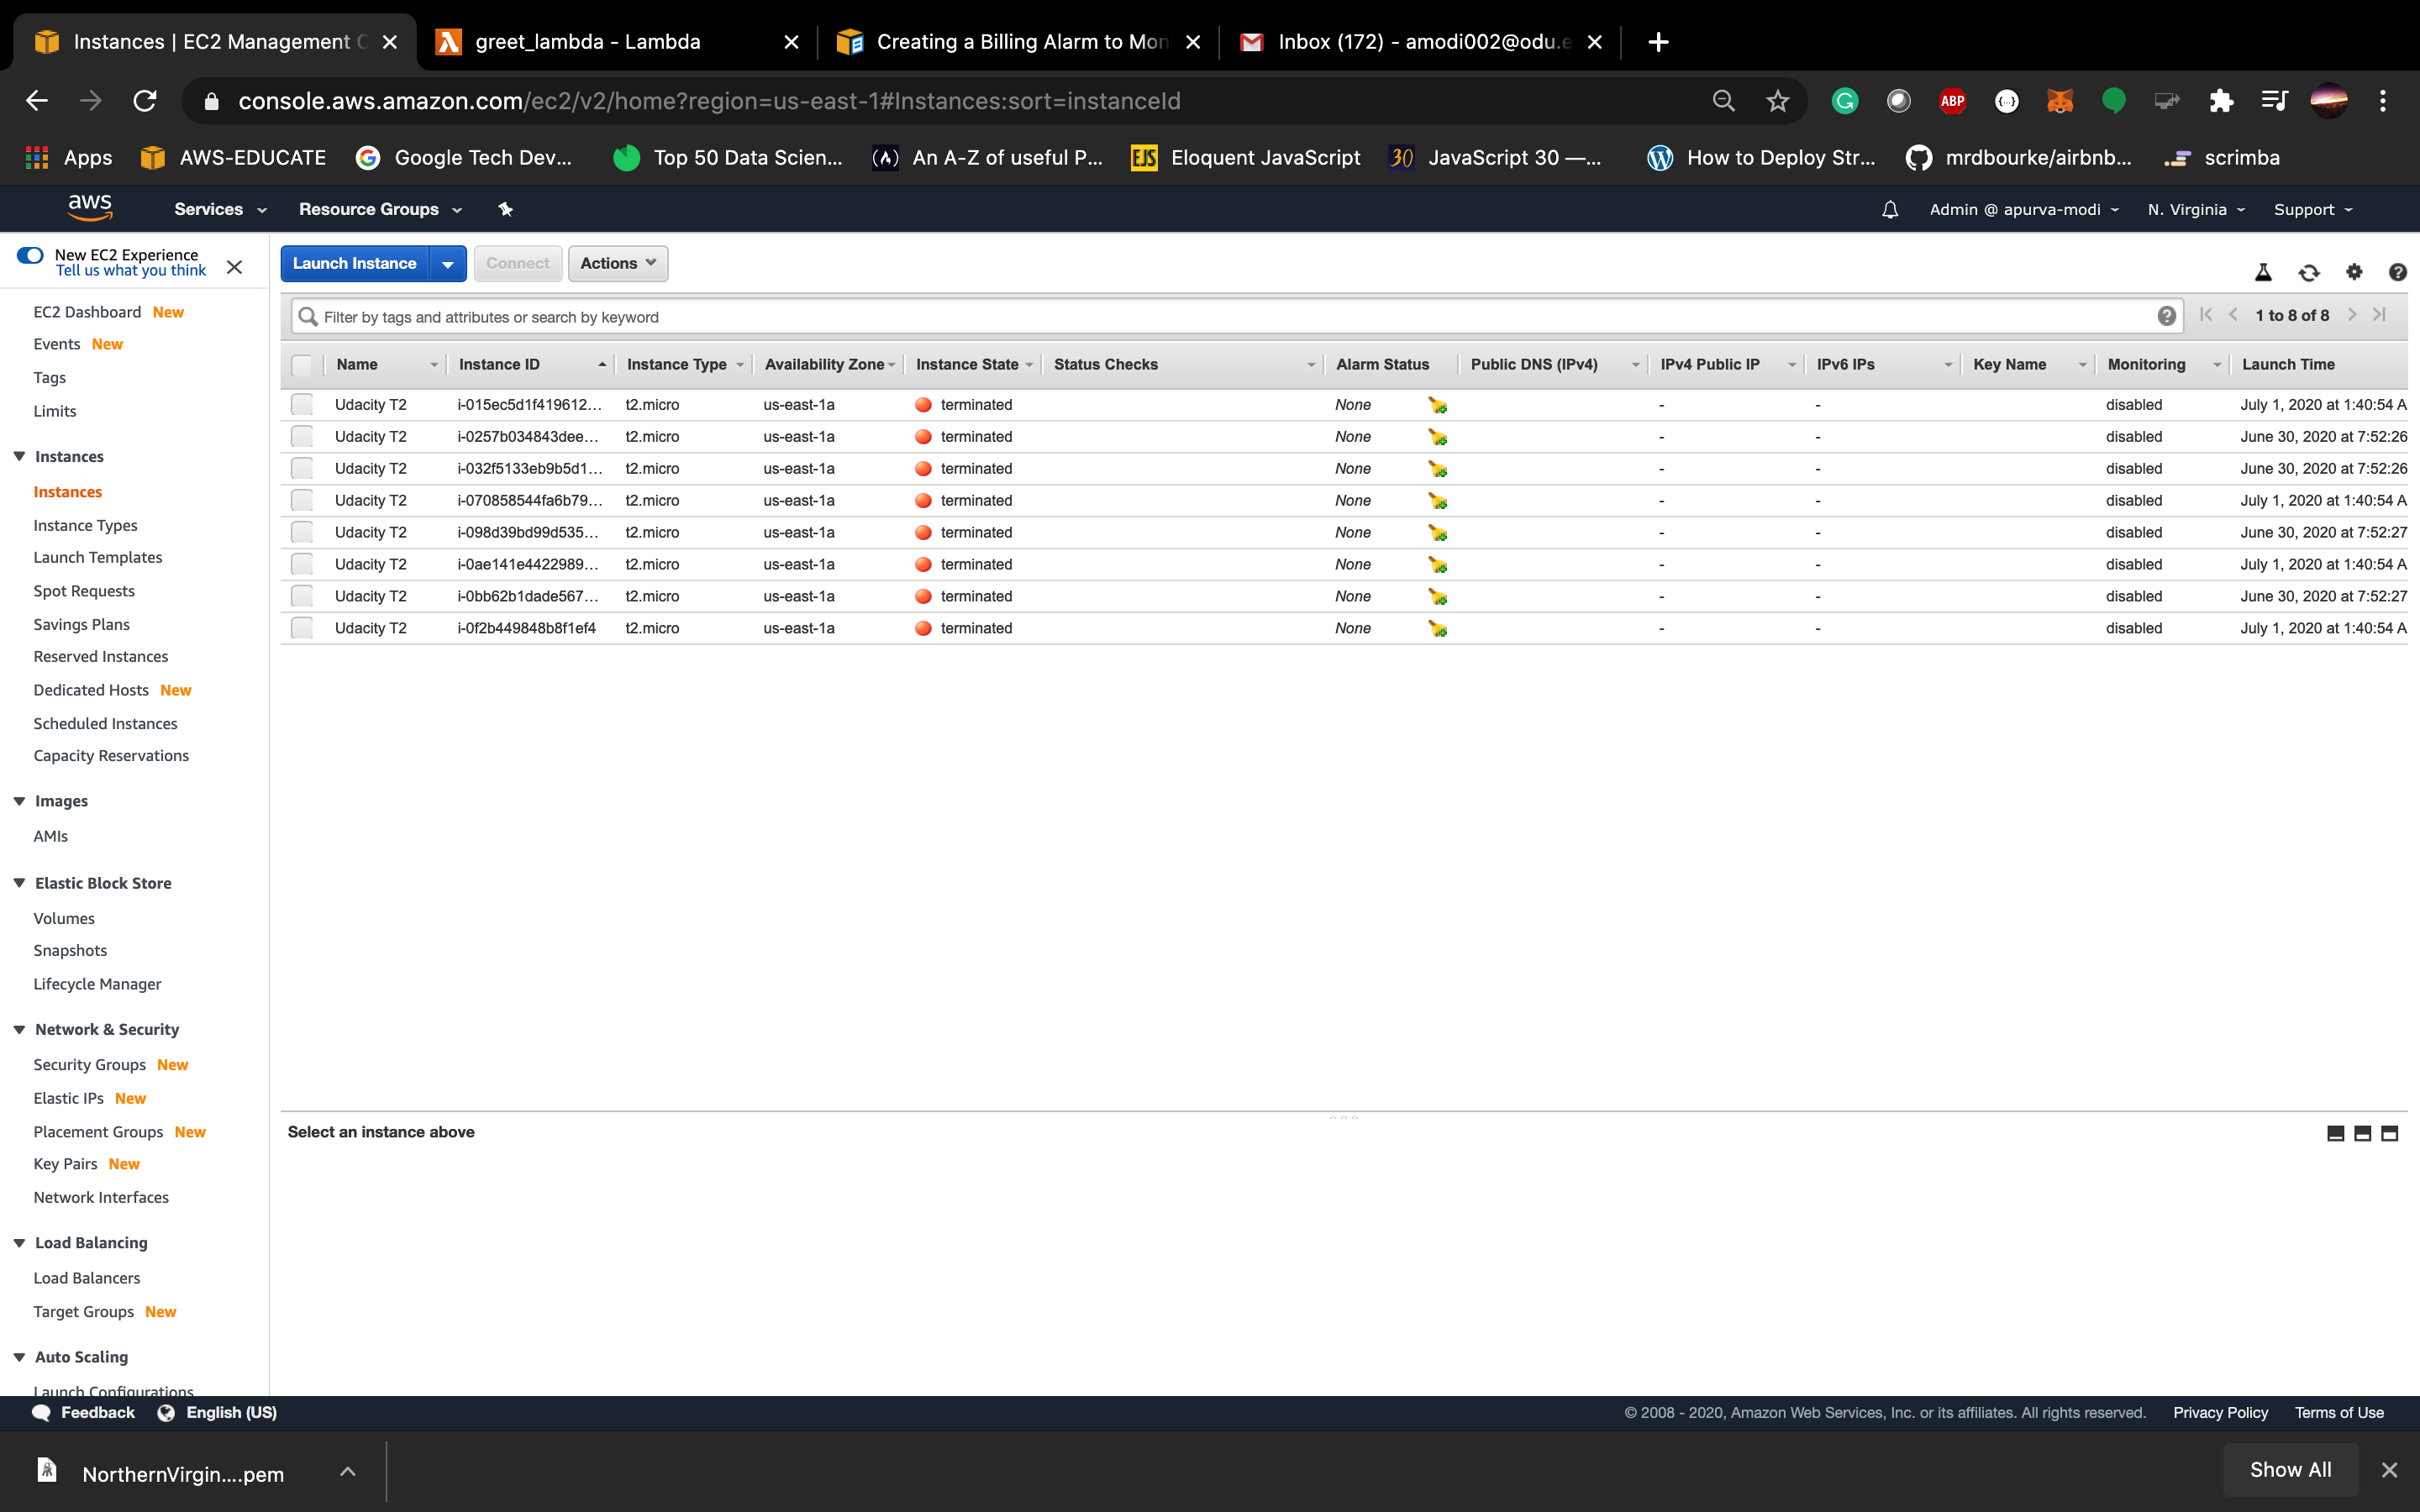 Instances | EC2 Management C
greet_lambda - Lambda
Creating a Billing Alarm to Mon
Inbox (172) - amodi002@odu.e
console.aws.amazon.com/ec2/v2/home?region=us-east-1#Instances:sort=instanceId
ABP
Apps AWS-EDUCATE Google Tech Dev... Top 50 Data Scien... An A-Z of useful P... EJS Eloquent JavaScript 30 JavaScript 30 —... How to Deploy Str... mrdbourke/airbnb... scrimba
aws Services Resource Groups Admin @ apurva-modi N. Virginia Support
New EC2 Experience
Tell us what you think
EC2 Dashboard New
Events New
Tags
Limits
Instances
Instances
Instance Types
Launch Templates
Spot Requests
Savings Plans
Reserved Instances
Dedicated Hosts New
Scheduled Instances
Capacity Reservations
Images
AMIs
Elastic Block Store
Volumes
Snapshots
Lifecycle Manager
Network & Security
Security Groups New
Elastic IPs New
Placement Groups New
Key Pairs New
Network Interfaces
Load Balancing
Load Balancers
Target Groups New
Auto Scaling
Launch Configurations
Launch Instance Connect Actions
Filter by tags and attributes or search by keyword
1 to 8 of 8
Name Instance ID Instance Type Availability Zone Instance State Status Checks Alarm Status Public DNS (IPv4) IPv4 Public IP IPv6 IPs Key Name Monitoring Launch Time
Udacity T2 i-015ec5d1f419612... t2.micro us-east-1a terminated None - - disabled July 1, 2020 at 1:40:54 A
Udacity T2 i-0257b034843dee... t2.micro us-east-1a terminated None - - disabled June 30, 2020 at 7:52:26
Udacity T2 i-032f5133eb9b5d1... t2.micro us-east-1a terminated None - - disabled June 30, 2020 at 7:52:26
Udacity T2 i-070858544fa6b79... t2.micro us-east-1a terminated None - - disabled July 1, 2020 at 1:40:54 A
Udacity T2 i-098d39bd99d535... t2.micro us-east-1a terminated None - - disabled June 30, 2020 at 7:52:27
Udacity T2 i-0ae141e4422989... t2.micro us-east-1a terminated None - - disabled July 1, 2020 at 1:40:54 A
Udacity T2 i-0bb62b1dade567... t2.micro us-east-1a terminated None - - disabled June 30, 2020 at 7:52:27
Udacity T2 i-0f2b449848b8f1ef4 t2.micro us-east-1a terminated None - - disabled July 1, 2020 at 1:40:54 A
Select an instance above
Feedback English (US) © 2008 - 2020, Amazon Web Services, Inc. or its affiliates. All rights reserved. Privacy Policy Terms of Use
NorthernVirgin....pem Show All